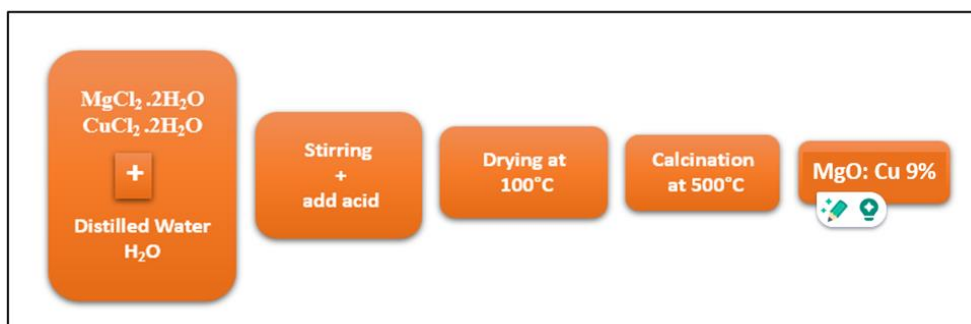 MgCl₂ .2H₂O
CuCl₂ .2H₂O
+
Distilled Water
H₂O
Stirring
+
add acid
Drying at
100°C
Calcination
at 500°C
MgO: Cu 9%